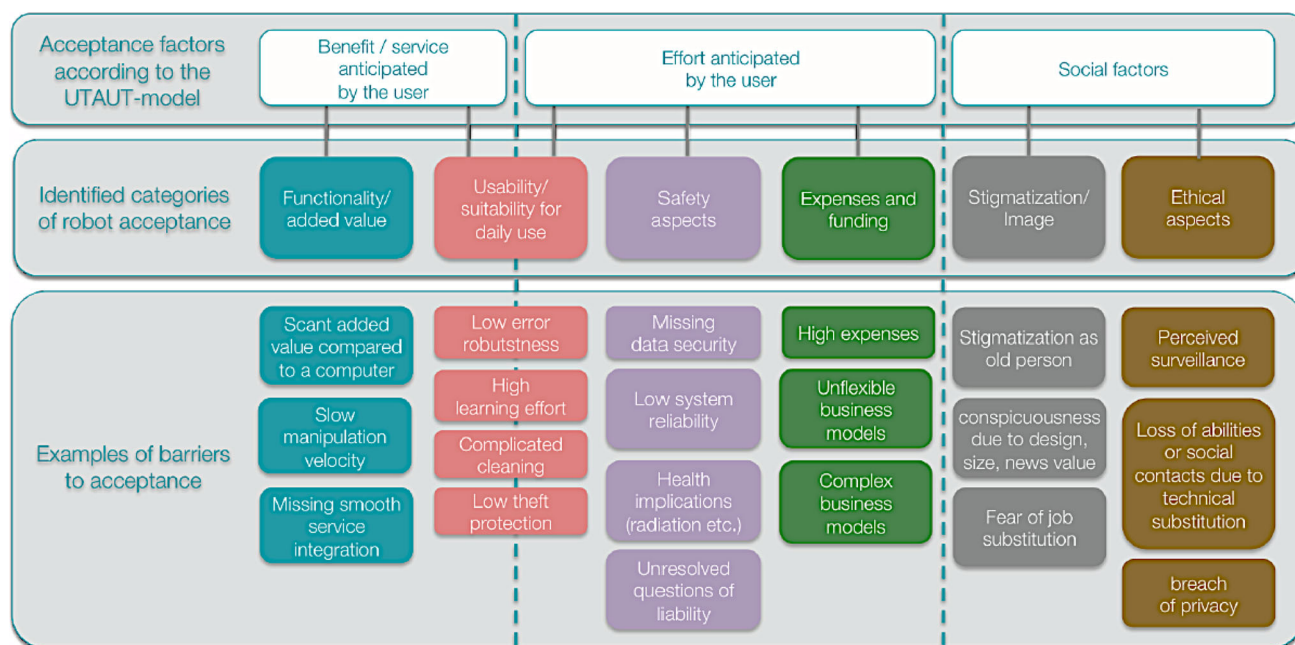 Acceptance factors
according to the
UTAUT-model
Benefit / service
anticipated
by the user
Effort anticipated
by the user
Social factors
Identified categories
of robot acceptance
Functionality/
added value
Usability/
suitability for
daily use
Safety
aspects
Expenses and
funding
Stigmatization/
Image
Ethical
aspects
Examples of barriers
to acceptance
Scant added
value compared
to a computer
Slow
manipulation
velocity
Missing smooth
service
integration
Low error
robutstness
High
learning effort
Complicated
cleaning
Low theft
protection
Missing
data security
Low system
reliability
Health
implications
(radiation etc.)
Unresolved
questions of
liability
High expenses
Unflexible
business
models
Complex
business
models
Stigmatization as
old person
conspicuousness
due to design,
size, news value
Fear of job
substitution
Perceived
surveillance
Loss of abilities
or social
contacts due to
technical
substitution
breach
of privacy